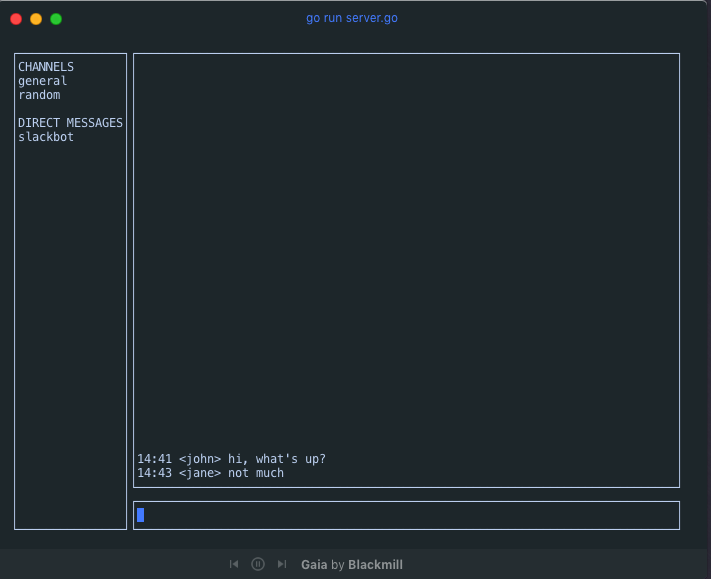 go run server.go
CHANNELS
general
random
DIRECT MESSAGES
slackbot
14:41 <john> hi, what's up?
14:43 <jane> not much
Gaia by Blackmill